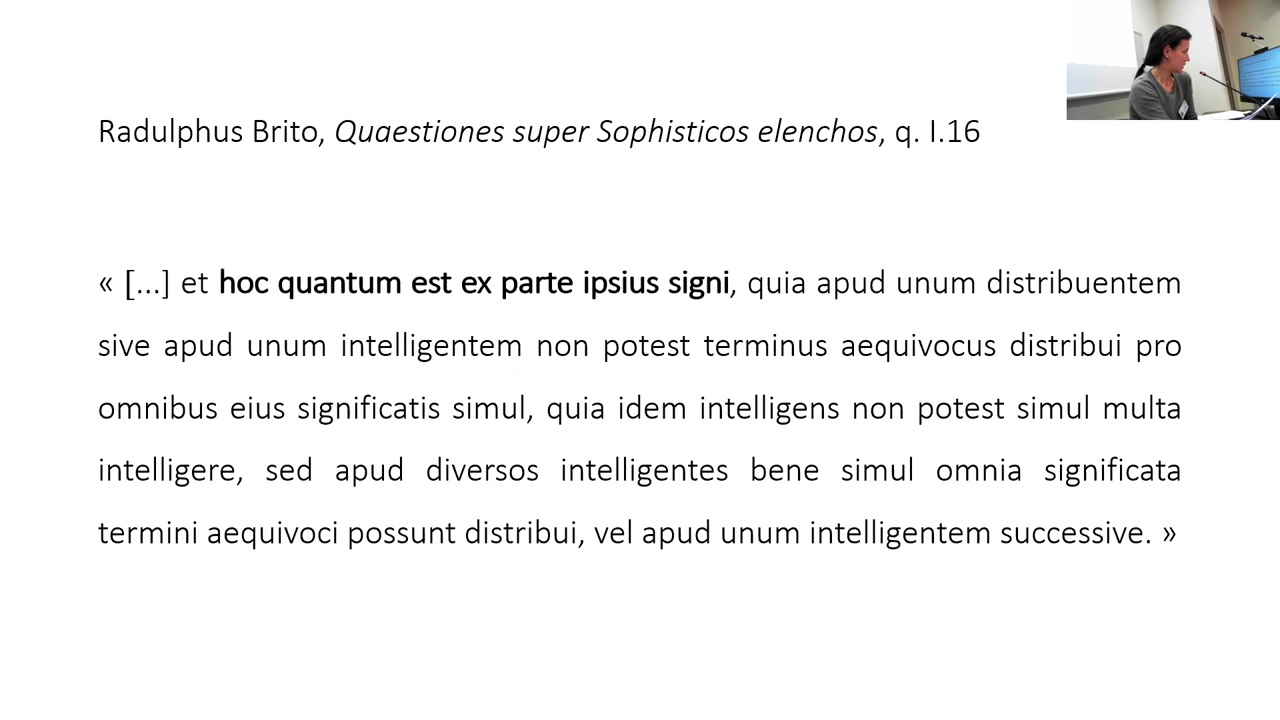 Radulphus Brito, Quaestiones super Sophisticos elenchos, q. I.16
« [...] et hoc quantum est ex parte ipsius signi, quia apud unum distribuentem
sive apud unum intelligentem non potest terminus aequivocus distribui pro
omnibus eius significatis simul, quia idem intelligens non potest simul multa
intelligere, sed apud diversos intelligentes bene simul omnia significata
termini aequivoci possunt distribui, vel apud unum intelligentem successive. »